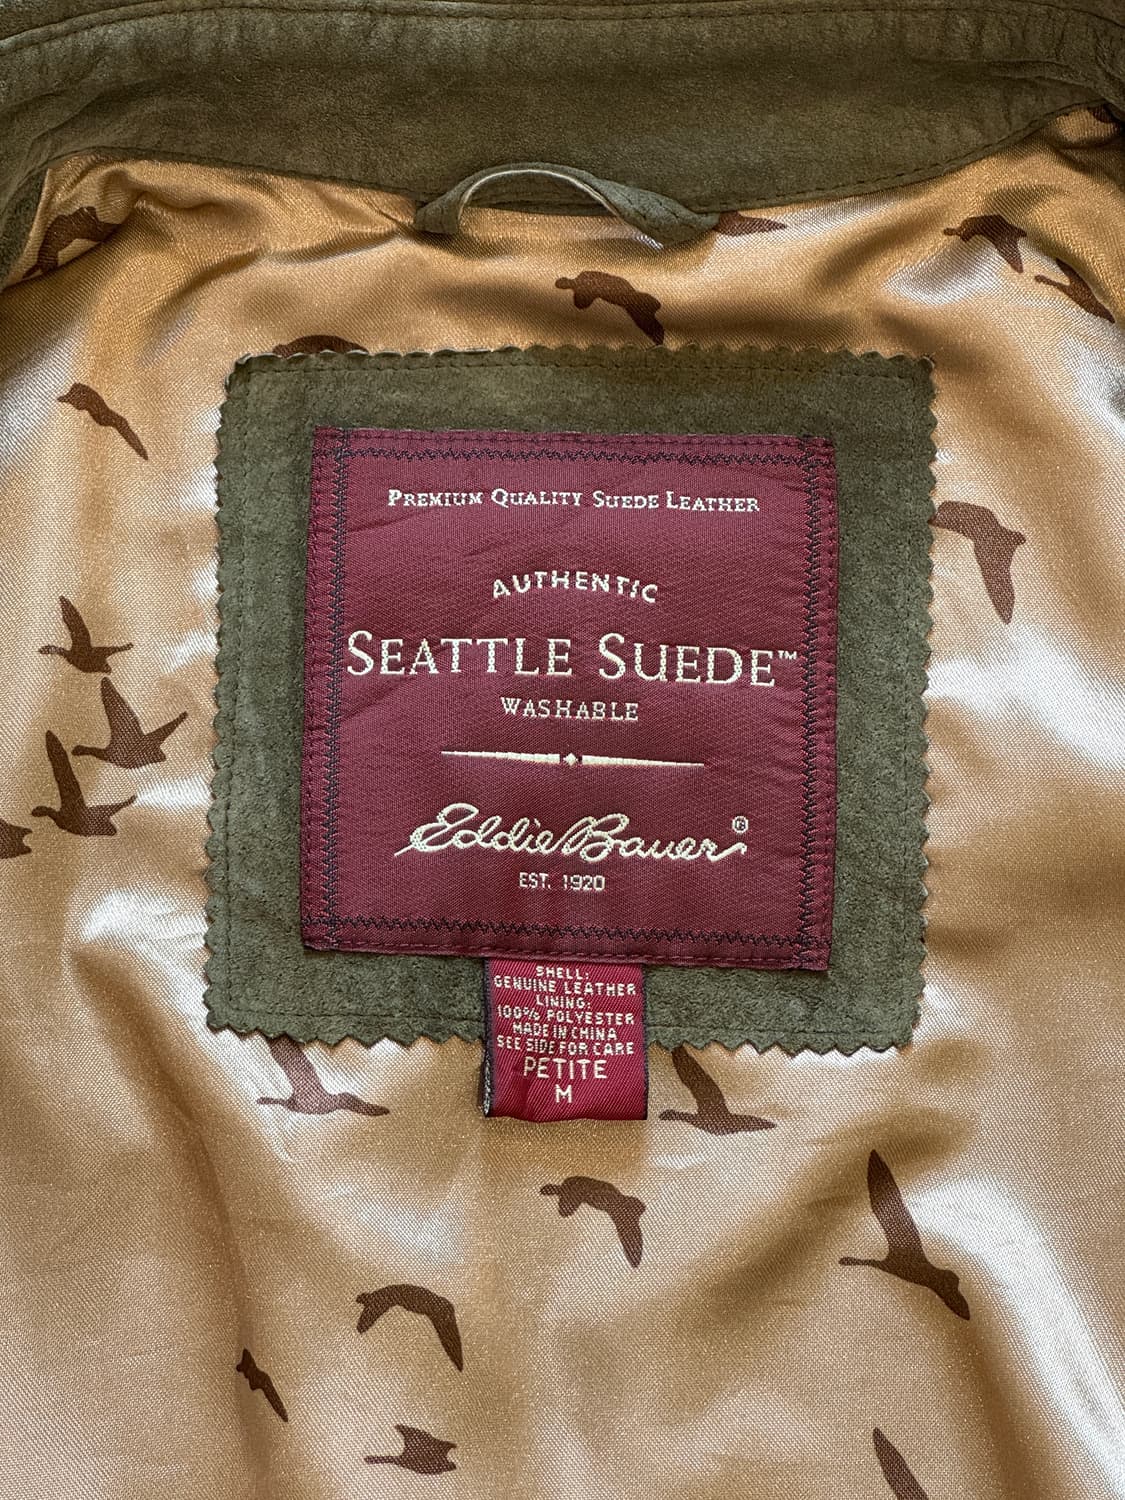 PREMIUM QUALITY SUEDE LEATHER
AUTHENTIC
SEATTLE SUEDE™
WASHABLE
Eddie Bauer®
EST. 1920
SHELL:
GENUINE LEATHER
LINING:
100% POLYESTER
MADE IN CHINA
SEE SIDE FOR CARE
PETITE
M